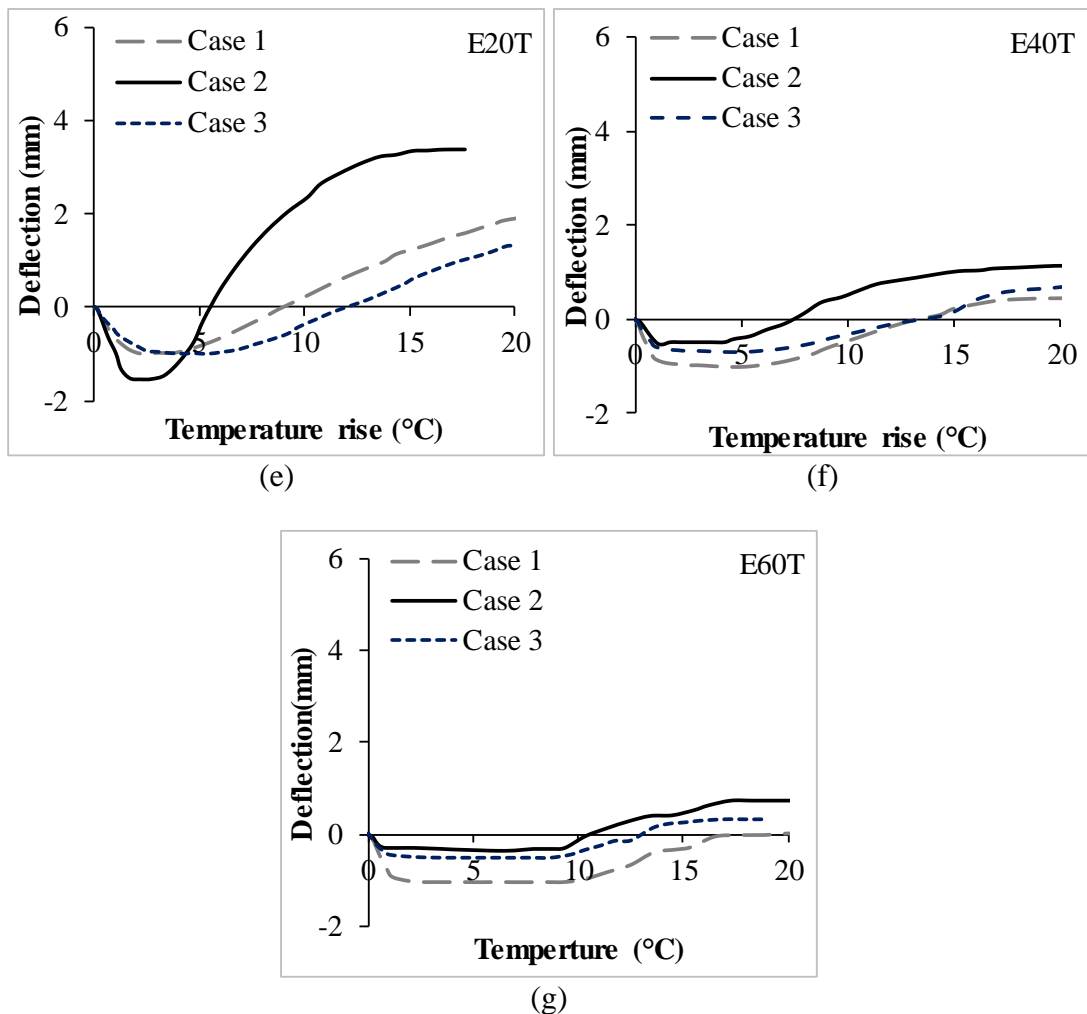 6
4
2
0
-2
Deflection (mm)
Case 1
Case 2
Case 3
E20T
0
5
10
15
20
Temperature rise (°C)
(e)
6
4
2
0
-2
Deflection (mm)
Case 1
Case 2
Case 3
E40T
0
5
10
15
20
Temperature rise (°C)
(f)
6
4
2
0
-2
Deflection(mm)
Case 1
Case 2
Case 3
E60T
0
5
10
15
20
Temperture (°C)
(g)